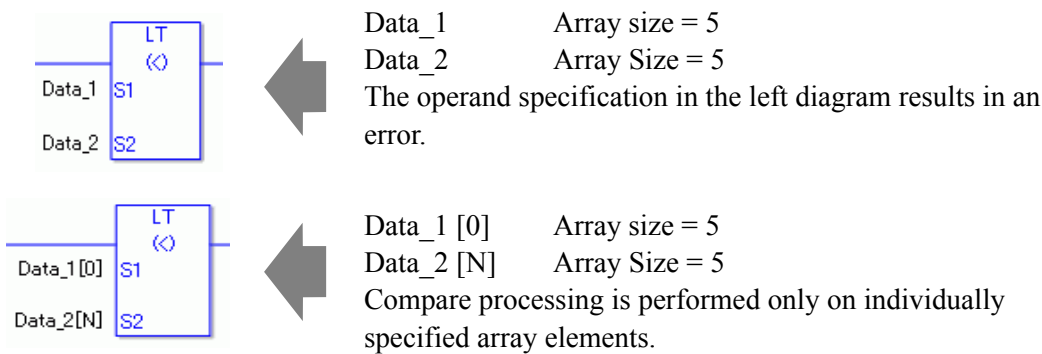 LT
(<)
Data_1 S1
Data_2 S2
Data_1 Array size = 5
Data_2 Array Size = 5
The operand specification in the left diagram results in an
error.
LT
(<)
Data_1[0] S1
Data_2[N] S2
Data_1 [0] Array size = 5
Data_2 [N] Array Size = 5
Compare processing is performed only on individually
specified array elements.